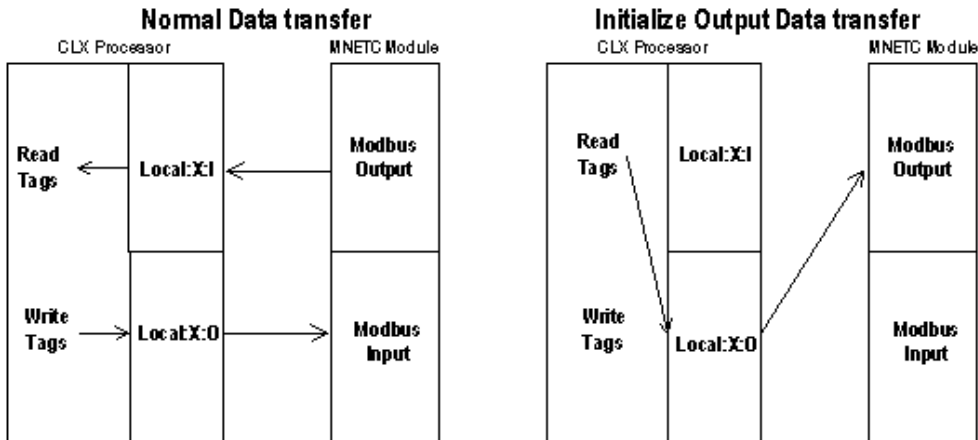 Normal Data transfer
CLX Processor
MNETC Module
Read
Tags
Local:X:I
Modbus
Output
Write
Tags
Local:X:O
Modbus
Input
Initialize Output Data transfer
CLX Processor
MNETC Module
Read
Tags
Local:X:I
Modbus
Output
Write
Tags
Local:X:O
Modbus
Input